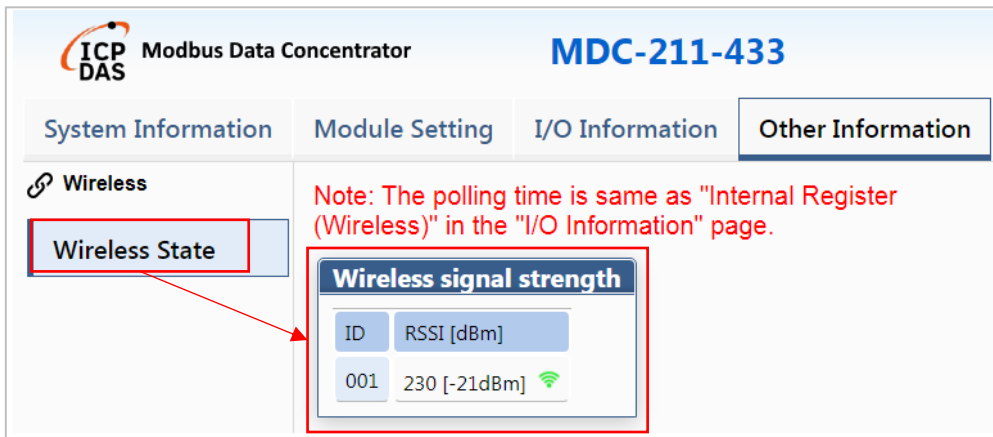 ICP
DAS
Modbus Data Concentrator
MDC-211-433
System Information
Module Setting
I/O Information
Other Information
Wireless
Wireless State
Note: The polling time is same as "Internal Register
(Wireless)" in the "I/O Information" page.
Wireless signal strength
ID RSSI [dBm]
001 230 [-21dBm]